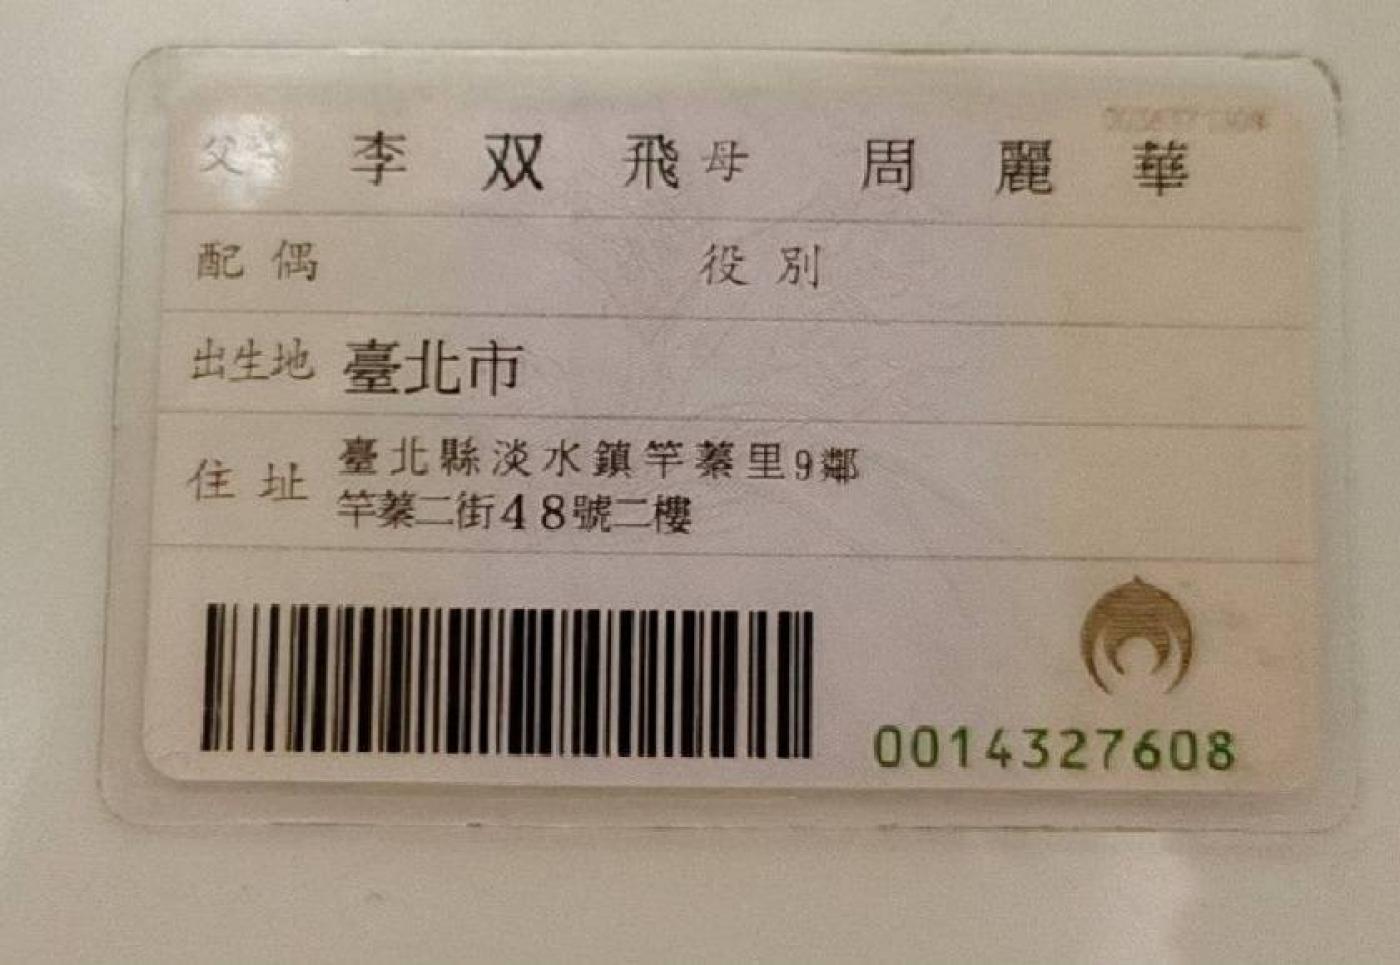 父 李双飛 母 周麗華
配偶 役別
出生地 臺北市
住址 臺北縣淡水鎮竿蓁里9鄰
竿蓁二街48號二樓
0014327608